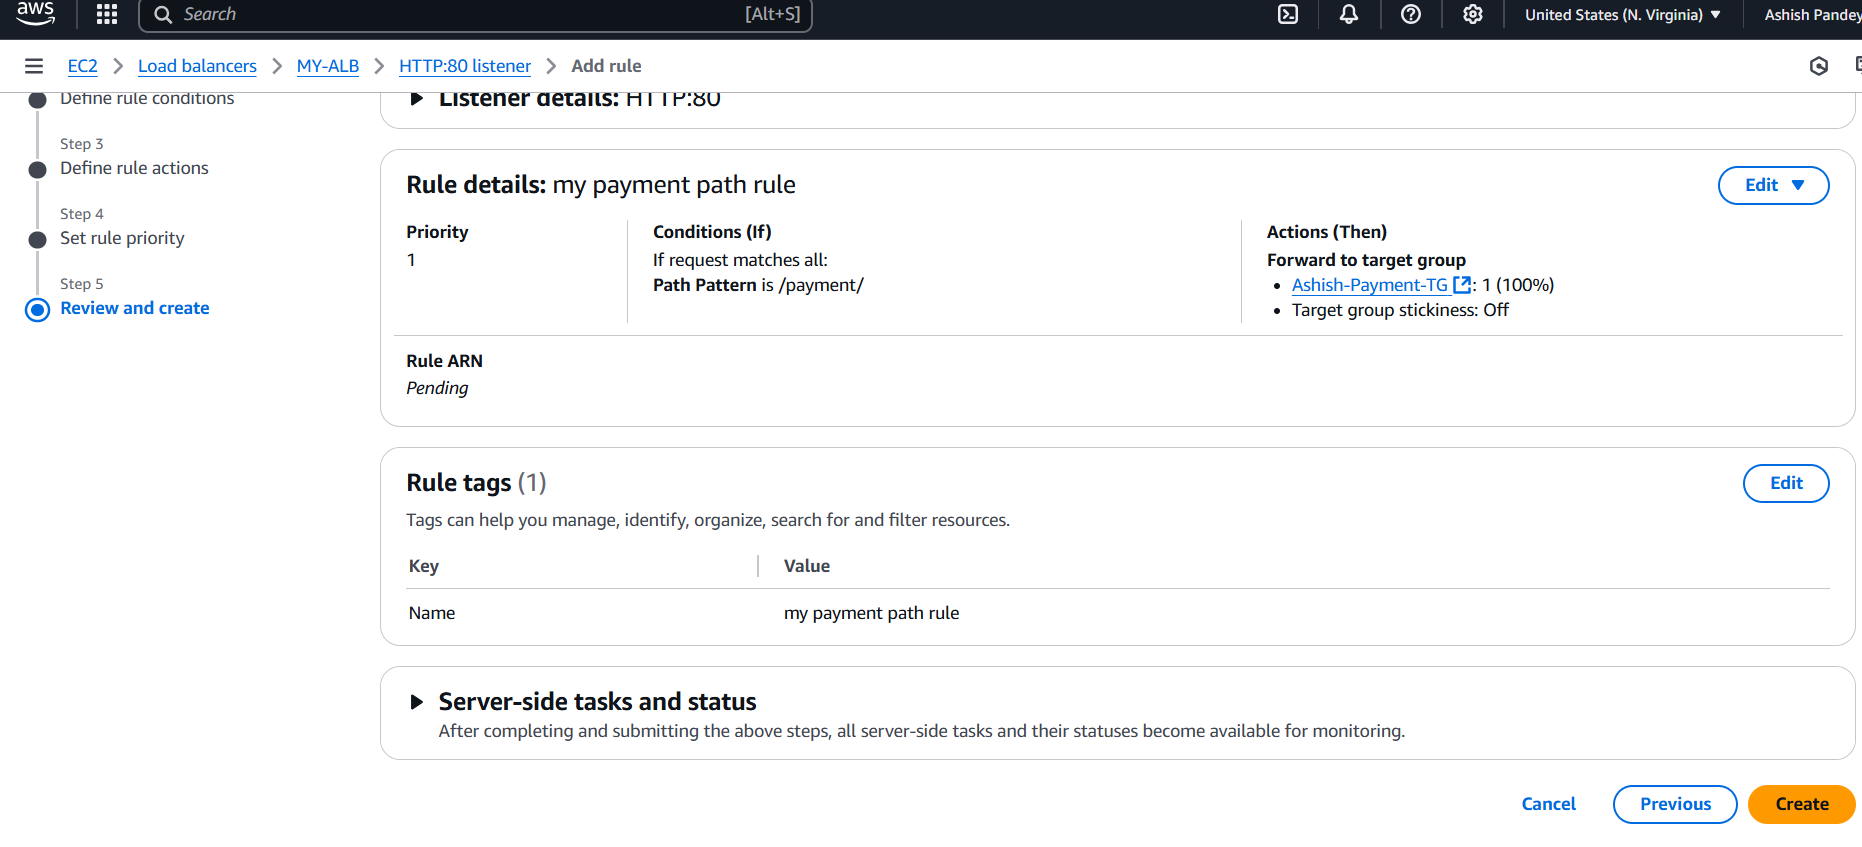 aws
Search
[Alt+S]
United States (N. Virginia)
Ashish Pandey
EC2
Load balancers
MY-ALB
HTTP:80 listener
Add rule
Define rule conditions
Step 3
Define rule actions
Step 4
Set rule priority
Step 5
Review and create
Listener details: HTTP:80
Rule details: my payment path rule
Edit
Priority
1
Conditions (If)
If request matches all:
Path Pattern is /payment/
Actions (Then)
Forward to target group
Ashish-Payment-TG : 1 (100%)
Target group stickiness: Off
Rule ARN
Pending
Rule tags (1)
Edit
Tags can help you manage, identify, organize, search for and filter resources.
Key
Value
Name
my payment path rule
Server-side tasks and status
After completing and submitting the above steps, all server-side tasks and their statuses become available for monitoring.
Cancel
Previous
Create